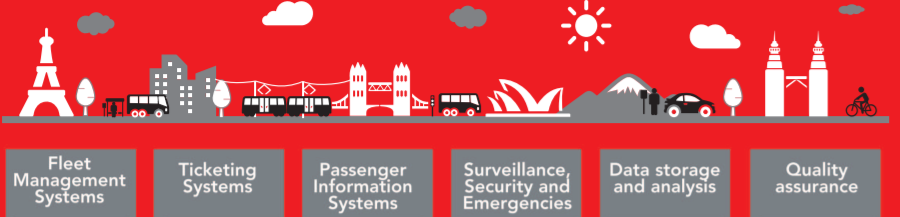 Fleet
Management
Systems
Ticketing
Systems
Passenger
Information
Systems
Surveillance,
Security and
Emergencies
Data storage
and analysis
Quality
assurance